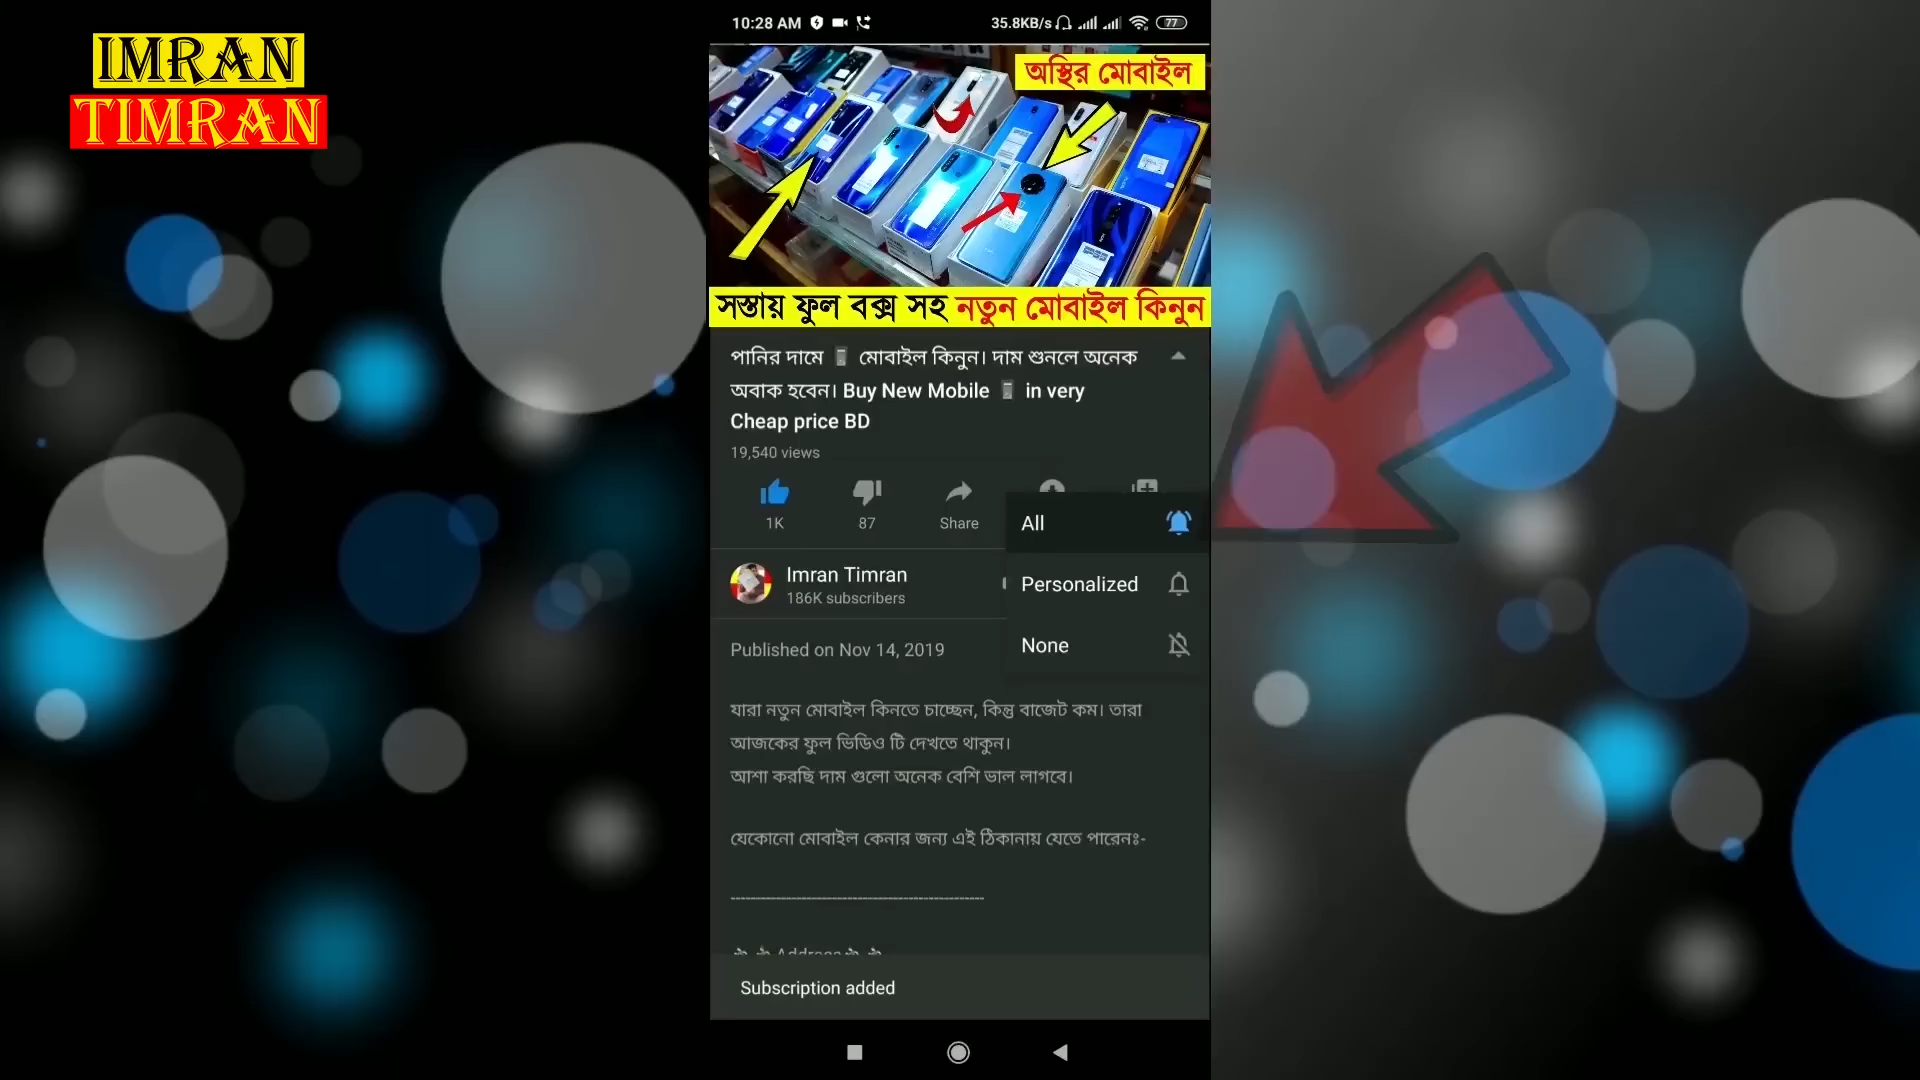 IMRAN
TIMRAN
10:28 AM
35.8KB/s
77
অস্থির মোবাইল
সস্তায় ফুল বক্স সহ নতুন মোবাইল কিনুন
পানির দামে 📱 মোবাইল কিনুন। দাম শুনলে অনেক
অবাক হবেন। Buy New Mobile 📱 in very
Cheap price BD
19,540 views
1K
87
Share
All
Imran Timran
186K subscribers
Personalized
None
Published on Nov 14, 2019
যারা নতুন মোবাইল কিনতে চাচ্ছেন, কিন্তু বাজেট কম। তারা
আজকের ফুল ভিডিও টি দেখতে থাকুন।
আশা করছি দাম গুলো অনেক বেশি ভাল লাগবে।
যেকোনো মোবাইল কেনার জন্য এই ঠিকানায় যেতে পারেনঃ-
--------------------------------------------------
Address
Subscription added